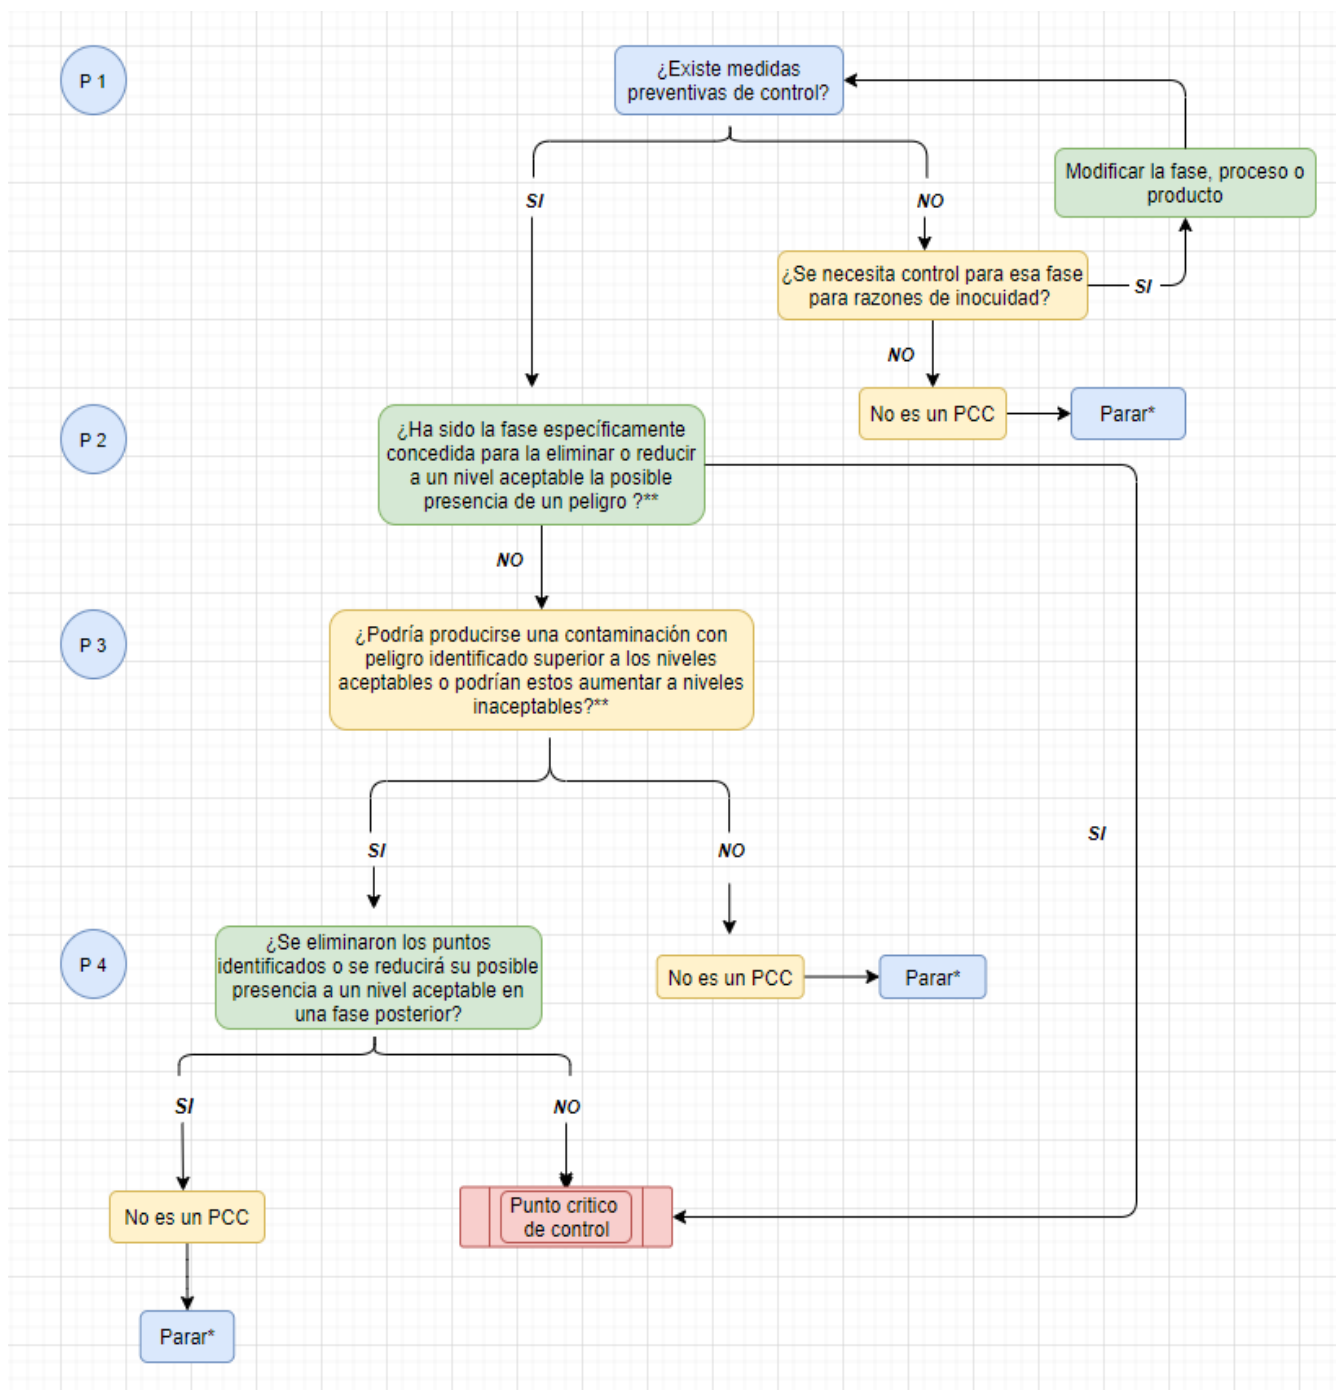 P 1
¿Existe medidas
preventivas de control?
Modificar la fase, proceso o
producto
SI
NO
¿Se necesita control para esa fase
para razones de inocuidad?
SI
NO
No es un PCC
Parar*
P 2
¿Ha sido la fase específicamente
concedida para la eliminar o reducir
a un nivel aceptable la posible
presencia de un peligro ?**
NO
P 3
¿Podría producirse una contaminación con
peligro identificado superior a los niveles
aceptables o podrían estos aumentar a niveles
inaceptables?**
SI
SI
NO
P 4
¿Se eliminaron los puntos
identificados o se reducirá su posible
presencia a un nivel aceptable en
una fase posterior?
No es un PCC
Parar*
SI
NO
No es un PCC
Punto critico
de control
Parar*